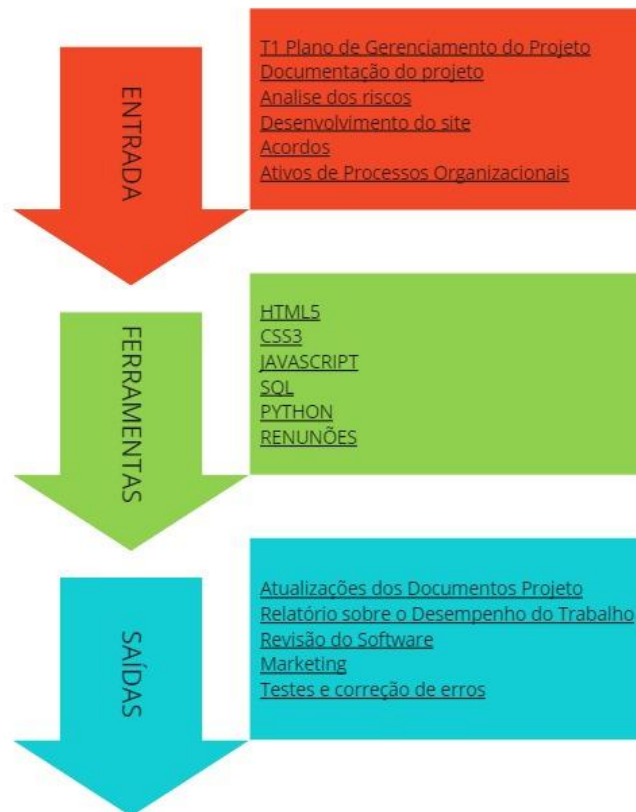 ENTRADA
T1 Plano de Gerenciamento do Projeto
Documentação do projeto
Analise dos riscos
Desenvolvimento do site
Acordos
Ativos de Processos Organizacionais
FERRAMENTAS
HTML5
CSS3
JAVASCRIPT
SQL
PYTHON
RENUNÕES
SAÍDAS
Atualizações dos Documentos Projeto
Relatório sobre o Desempenho do Trabalho
Revisão do Software
Marketing
Testes e correção de erros